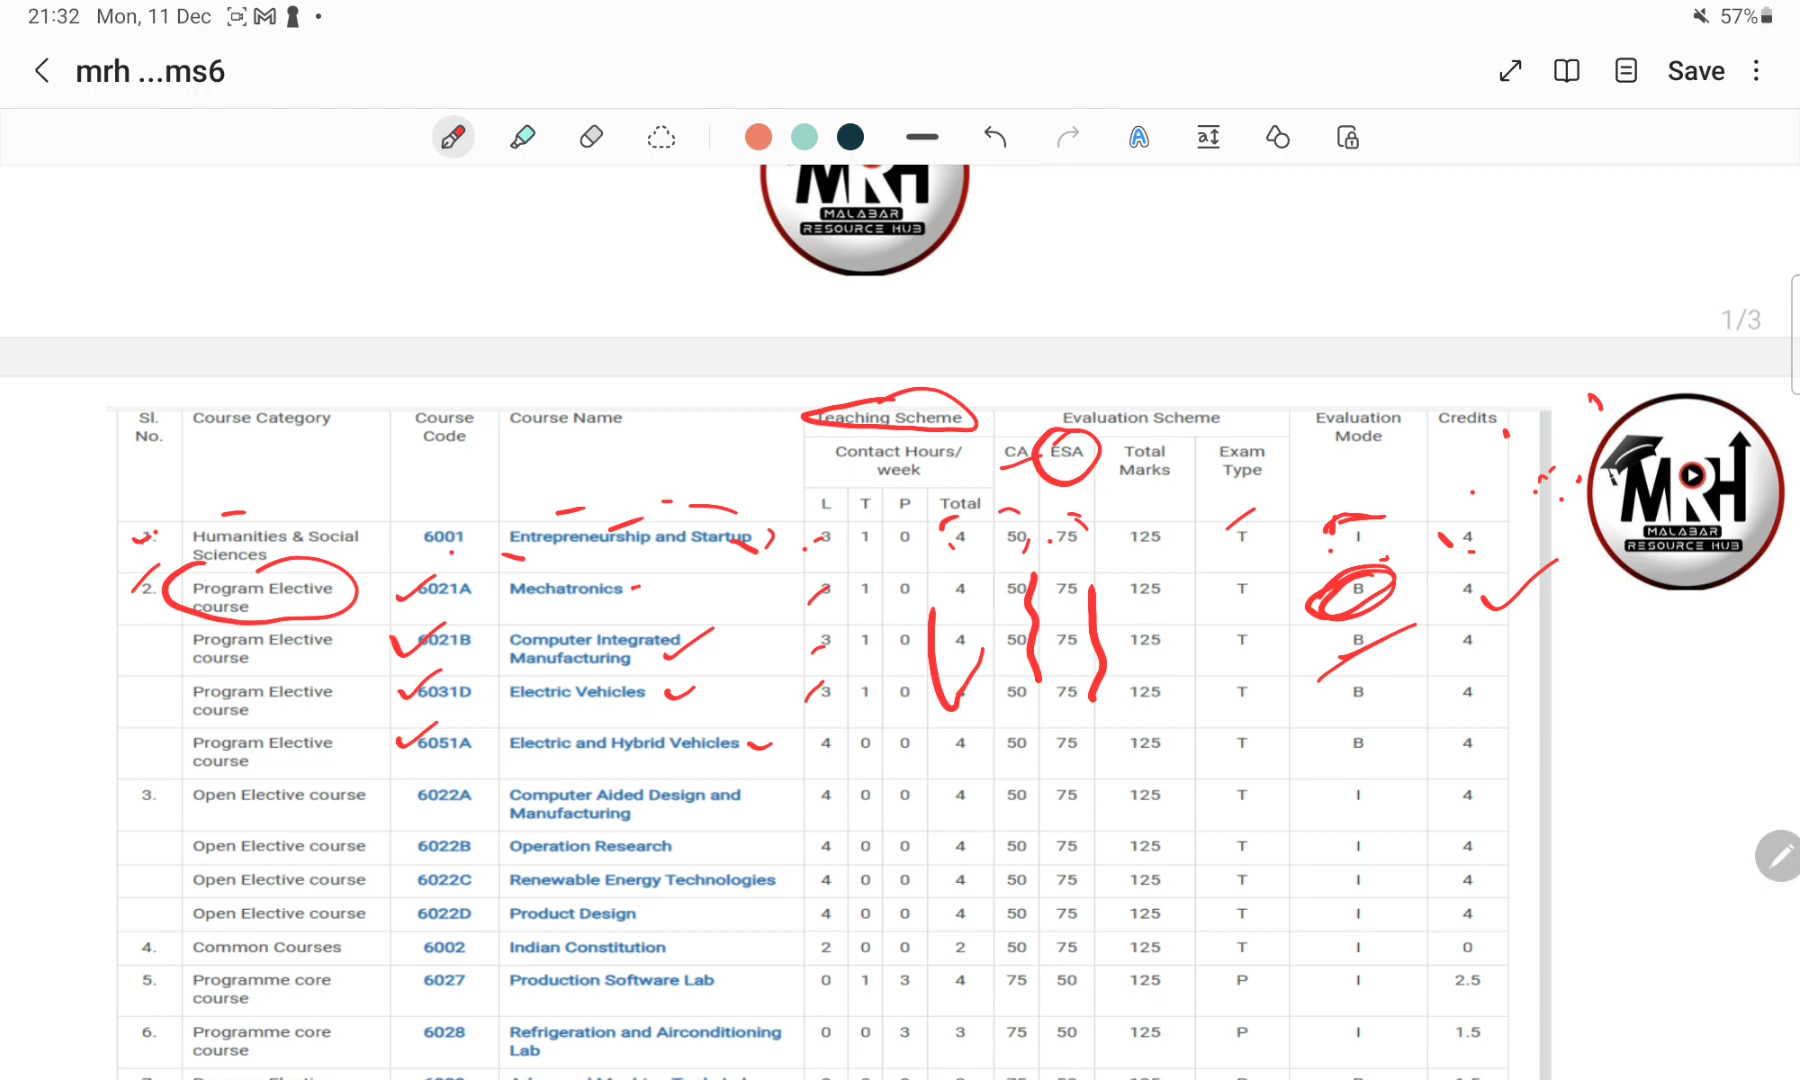 21:32 Mon, 11 Dec 57%
mrh ...ms6 Save
MRH
MALABAR
RESOURCE HUB
1/3
Sl. No. Course Category Course Code Course Name Teaching Scheme Evaluation Scheme Evaluation Mode Credits
Contact Hours/ week CA ESA Total Marks Exam Type
L T P Total
1. Humanities & Social Sciences 6001 Entrepreneurship and Startup 3 1 0 4 50 75 125 T I 4
2. Program Elective course 6021A Mechatronics 3 1 0 4 50 75 125 T B 4
Program Elective course 6021B Computer Integrated Manufacturing 3 1 0 4 50 75 125 T B 4
Program Elective course 6031D Electric Vehicles 3 1 0 4 50 75 125 T B 4
Program Elective course 6051A Electric and Hybrid Vehicles 4 0 0 4 50 75 125 T B 4
3. Open Elective course 6022A Computer Aided Design and Manufacturing 4 0 0 4 50 75 125 T I 4
Open Elective course 6022B Operation Research 4 0 0 4 50 75 125 T I 4
Open Elective course 6022C Renewable Energy Technologies 4 0 0 4 50 75 125 T I 4
Open Elective course 6022D Product Design 4 0 0 4 50 75 125 T I 4
4. Common Courses 6002 Indian Constitution 2 0 0 2 50 75 125 T I 0
5. Programme core course 6027 Production Software Lab 0 1 3 4 75 50 125 P I 2.5
6. Programme core course 6028 Refrigeration and Airconditioning Lab 0 0 3 3 75 50 125 P I 1.5
MRH
MALABAR
RESOURCE HUB